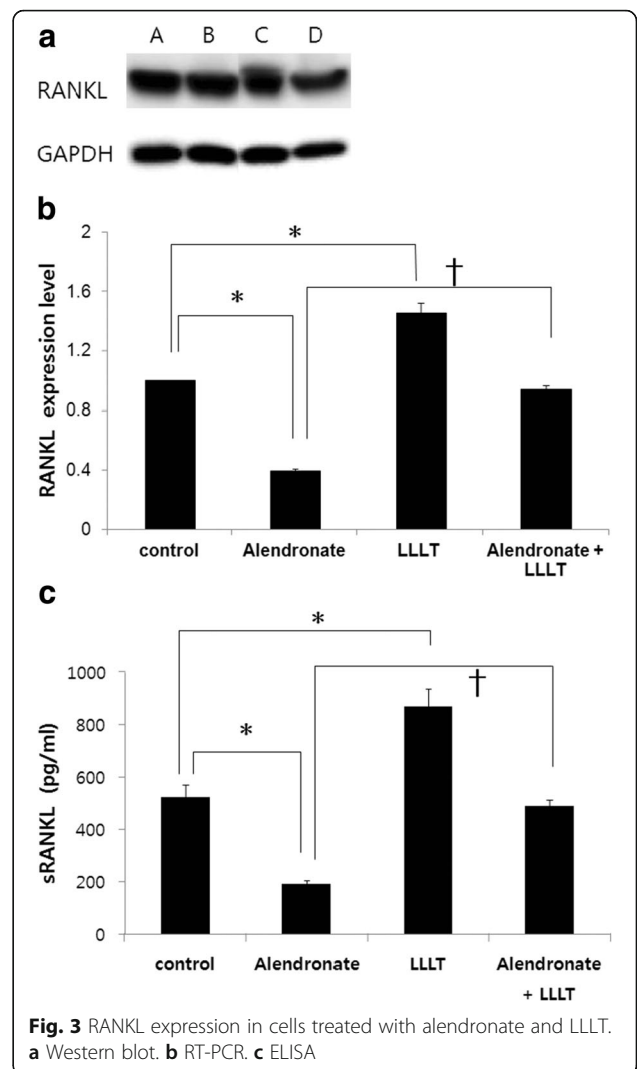 a
A B C D
RANKL
GAPDH
b
RANKL expression level
2
1.6
1.2
0.8
0.4
0
*
*
†
control Alendronate LLLT Alendronate +
LLLT
c
sRANKL (pg/ml)
1000
800
600
400
200
0
*
*
†
control Alendronate LLLT Alendronate
+ LLLT
Fig. 3 RANKL expression in cells treated with alendronate and LLLT.
a Western blot. b RT-PCR. c ELISA